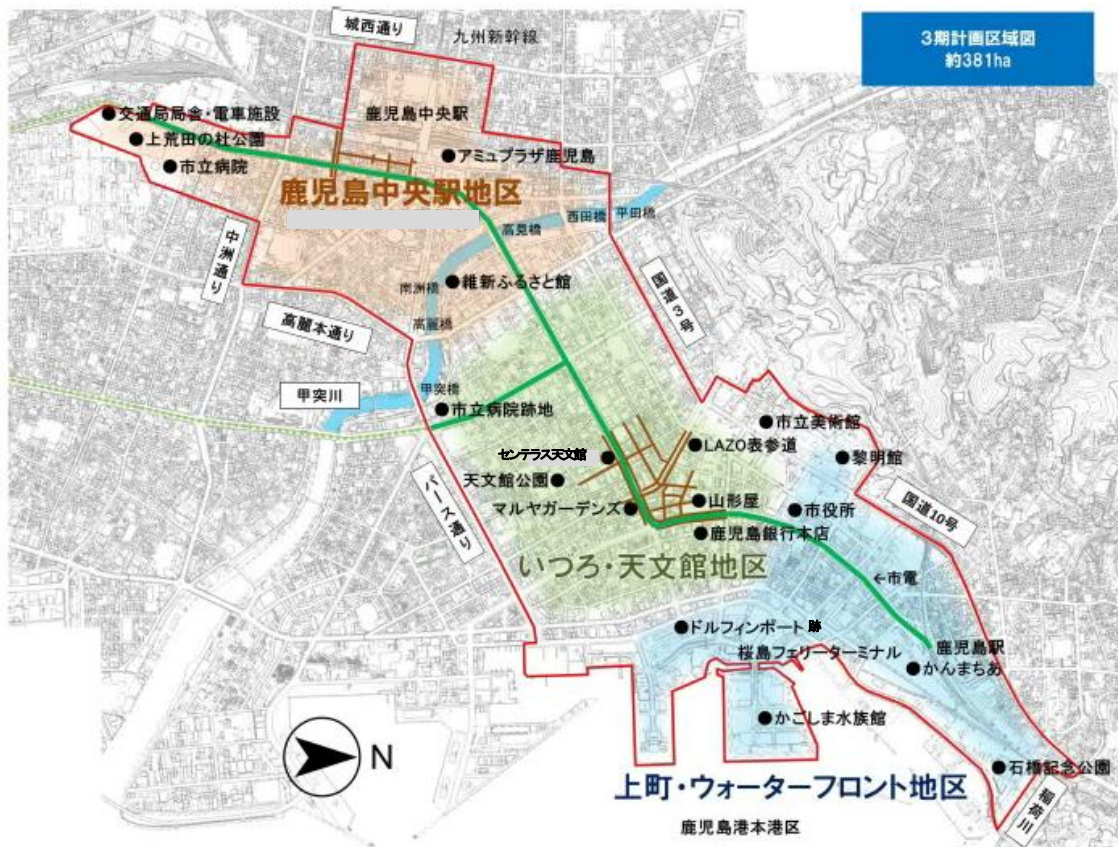 3期計画区域図
約381ha
城西通り
九州新幹線
交通局局舎・電車施設
鹿児島中央駅
上荒田の杜公園
市立病院
アミュプラザ鹿児島
鹿児島中央駅地区
中洲通り
高見橋
西田橋
平田橋
南洲橋
維新ふるさと館
国道3号
高麗本通り
高麗橋
甲突川
甲突橋
市立病院跡地
市立美術館
センテラス天文館
LAZO表参道
黎明館
天文館公園
パース通り
マルヤガーデンズ
山形屋
市役所
国道10号
鹿児島銀行本店
いづろ・天文館地区
←市電
ドルフィンポート跡
桜島フェリーターミナル
鹿児島駅
かんまちあ
かごしま水族館
N
石橋記念公園
上町・ウォーターフロント地区
稲荷川
鹿児島港本港区